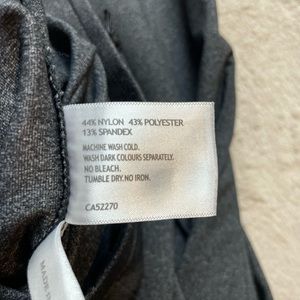 44% NYLON 43% POLYESTER
13% SPANDEX
MACHINE WASH COLD.
WASH DARK COLOURS SEPARATELY.
NO BLEACH.
TUMBLE DRY. NO IRON.
CA52270
MADE